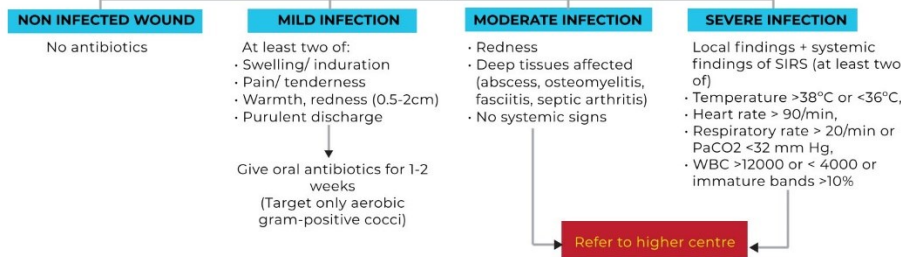 NON INFECTED WOUND
No antibiotics
MILD INFECTION
At least two of:
• Swelling/ induration
• Pain/ tenderness
• Warmth, redness (0.5-2cm)
• Purulent discharge
Give oral antibiotics for 1-2
weeks
(Target only aerobic
gram-positive cocci)
MODERATE INFECTION
• Redness
• Deep tissues affected
(abscess, osteomyelitis,
fasciitis, septic arthritis)
• No systemic signs
SEVERE INFECTION
Local findings + systemic
findings of SIRS (at least two
of)
• Temperature >38°C or <36°C,
• Heart rate > 90/min,
• Respiratory rate > 20/min or
PaCO2 <32 mm Hg,
• WBC >12000 or < 4000 or
immature bands >10%
Refer to higher centre